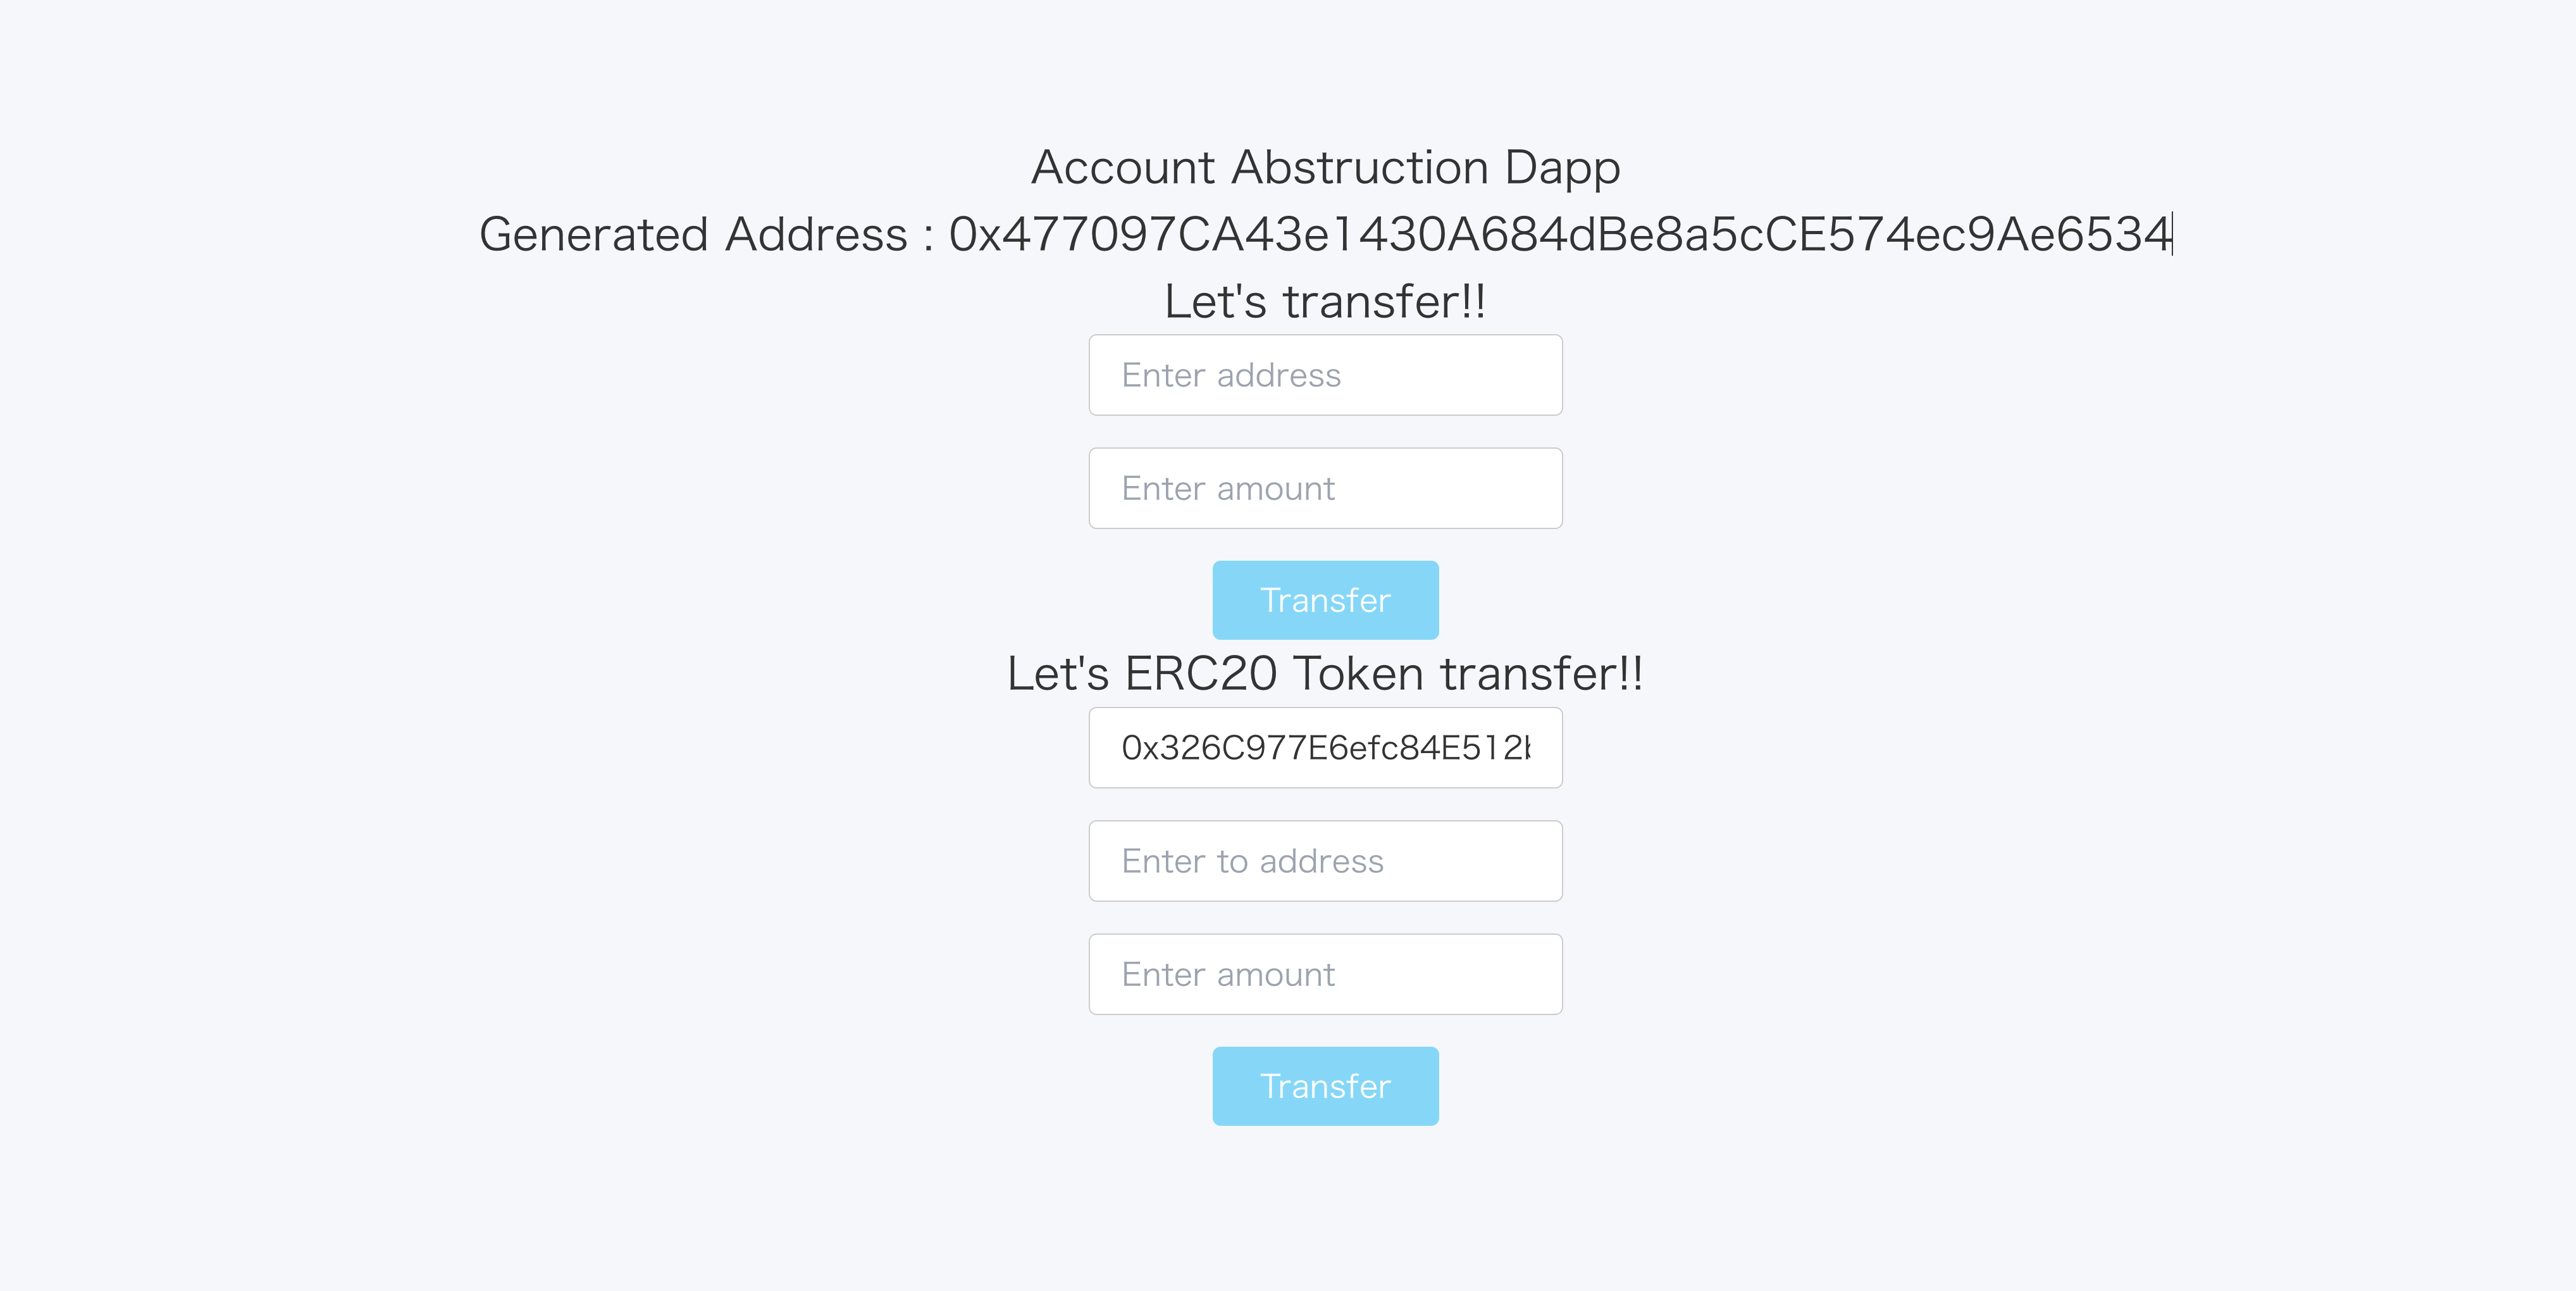 Account Abstruction Dapp
Generated Address : 0x477097CA43e1430A684dBe8a5cCE574ec9Ae6534
Let's transfer!!
Enter address
Enter amount
Transfer
Let's ERC20 Token transfer!!
0x326C977E6efc84E512
Enter to address
Enter amount
Transfer